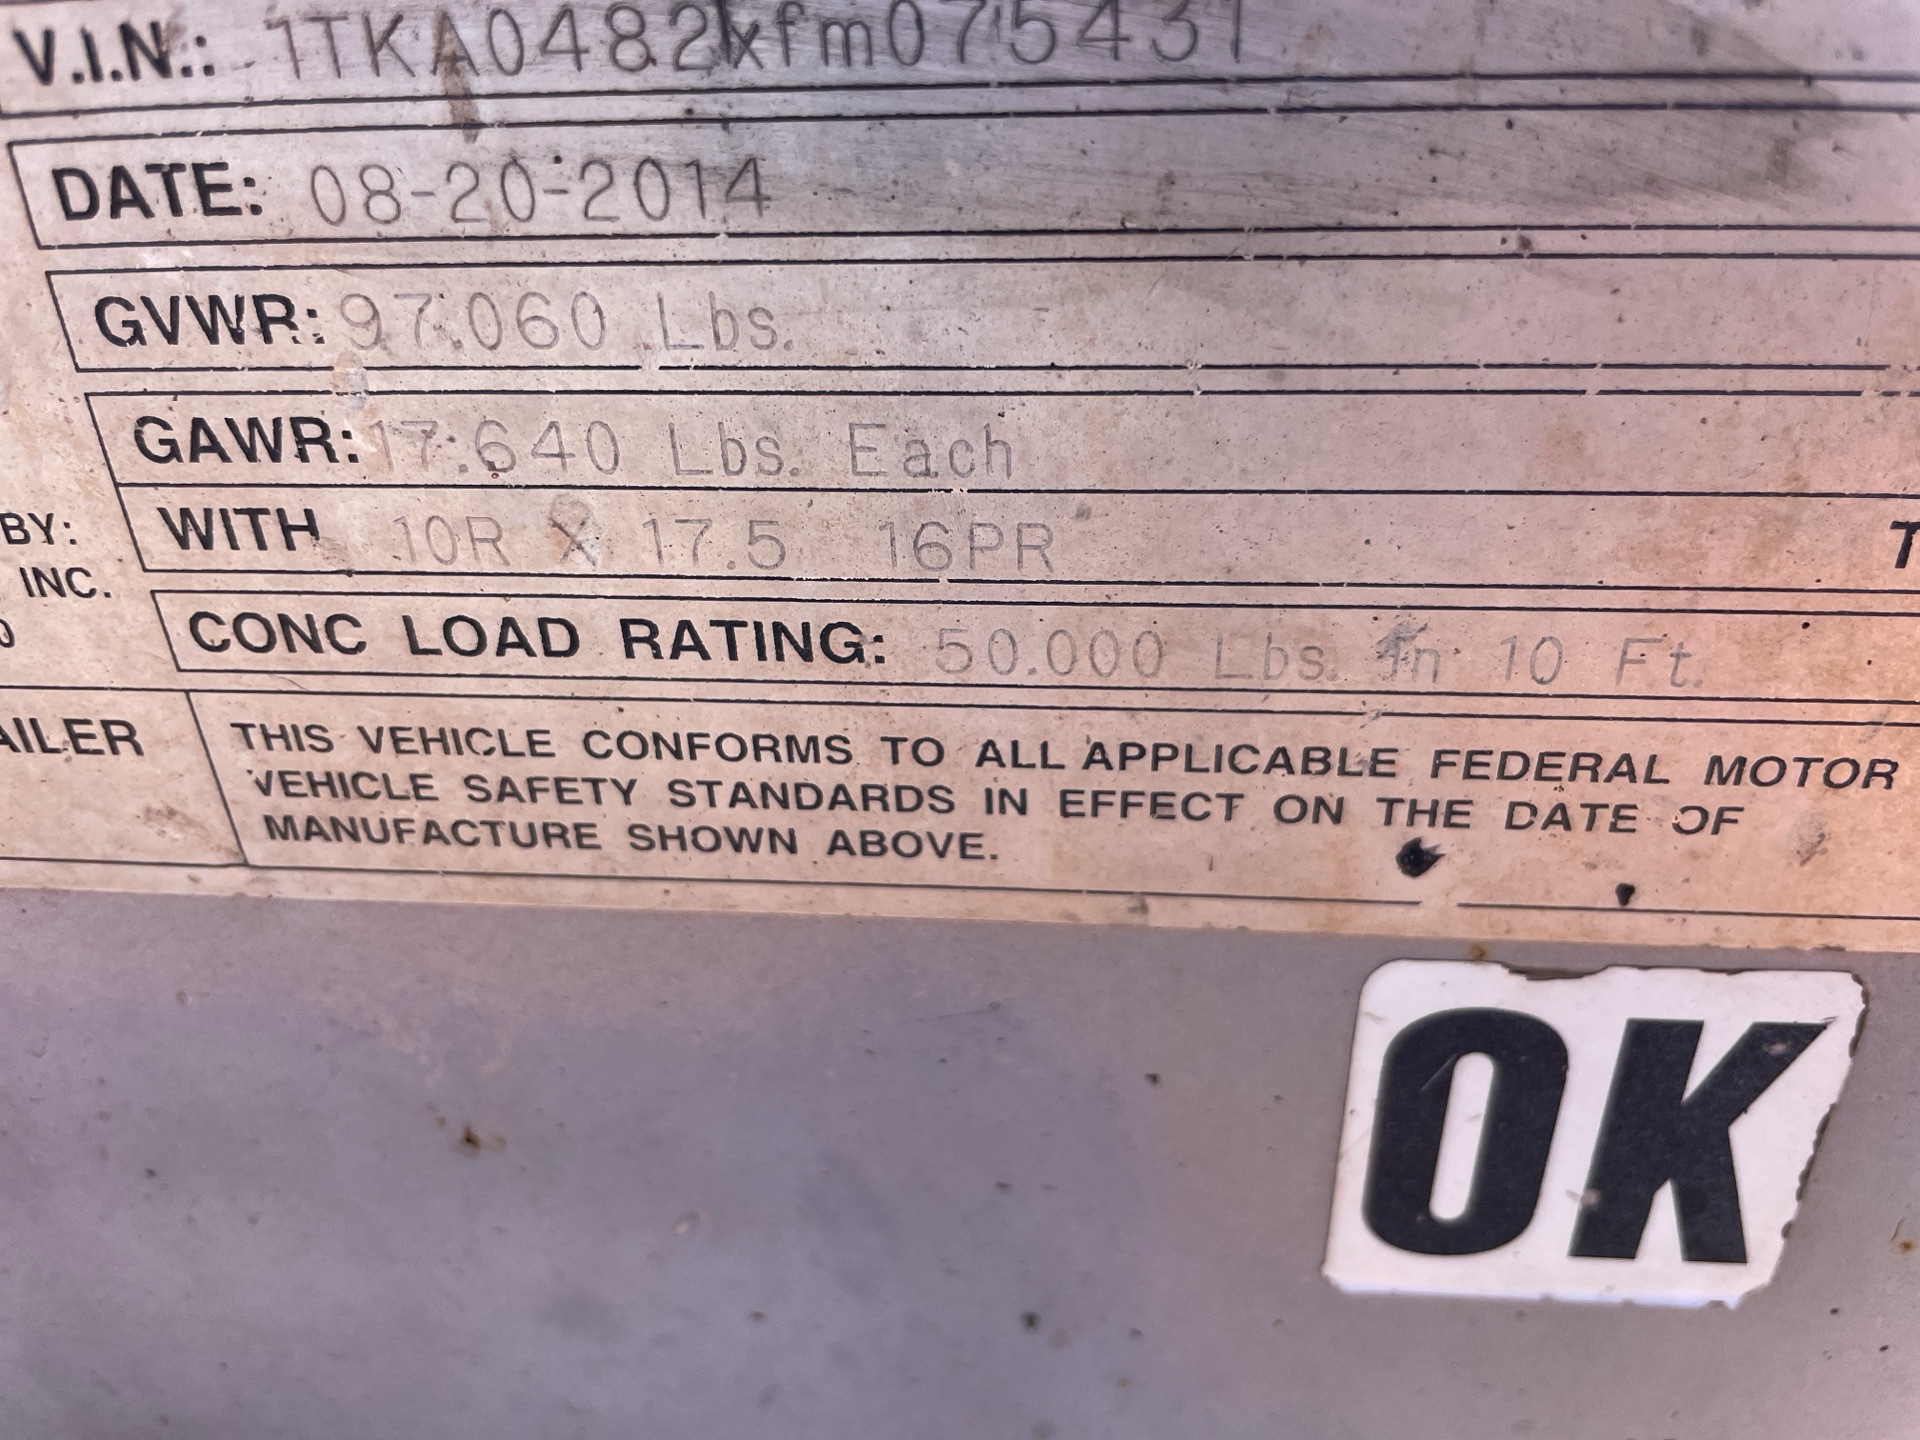 V.I.N.: 1TKA0482xfm075431
DATE: 08-20-2014
GVWR: 97.060 Lbs.
GAWR: 17.640 Lbs. Each
BY:
WITH 10R X 17.5 16PR T
INC.
CONC LOAD RATING: 50.000 Lbs. In 10 Ft.
AILER
THIS VEHICLE CONFORMS TO ALL APPLICABLE FEDERAL MOTOR
VEHICLE SAFETY STANDARDS IN EFFECT ON THE DATE OF
MANUFACTURE SHOWN ABOVE.
OK